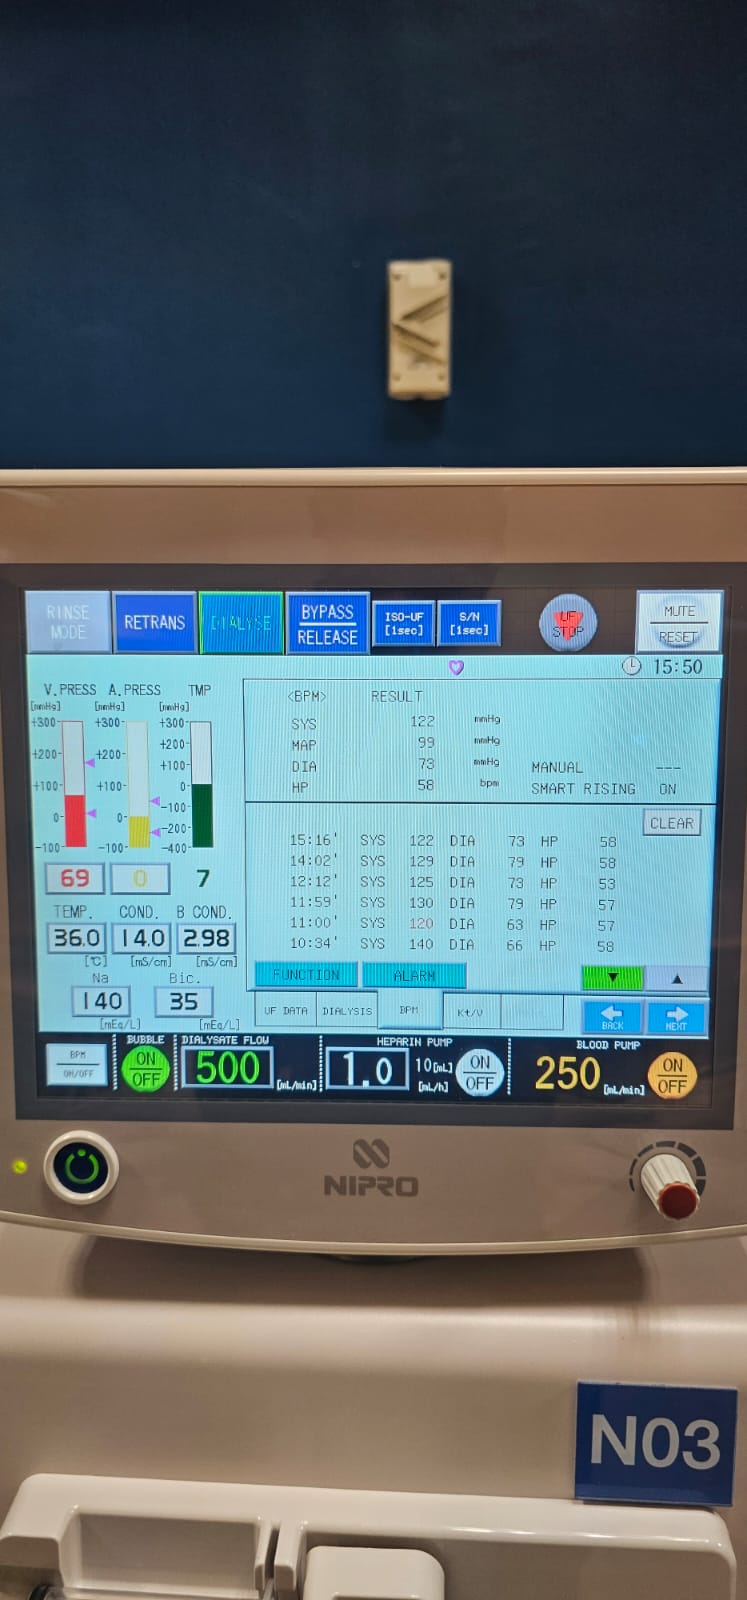 RINSE MODE
RETRANS
DIALYSE
BYPASS RELEASE
ISO-UF [1sec]
S/N [1sec]
UF STOP
MUTE RESET
15:50
V.PRESS A.PRESS TMP
[mmHg] [mmHg] [mmHg]
+300 +300 +300
+200 +200 +200
+100 +100 +100
0 0 0
-100
-200
-100 -100 -400
69 0 7
TEMP. COND. B COND.
36.0 14.0 2.98
[℃] [mS/cm] [mS/cm]
Na Bic.
140 35
[mEq/L] [mEq/L]
<BPM> RESULT
SYS 122 mmHg
MAP 99 mmHg
DIA 73 mmHg
HP 58 bpm
MANUAL ---
SMART RISING ON
CLEAR
15:16' SYS 122 DIA 73 HP 58
14:02' SYS 129 DIA 79 HP 58
12:12' SYS 125 DIA 73 HP 53
11:59' SYS 130 DIA 79 HP 57
11:00' SYS 120 DIA 63 HP 57
10:34' SYS 140 DIA 66 HP 58
FUNCTION ALARM ▼ ▲
UF DATA DIALYSIS BPM Kt/V BACK NEXT
BPM ON/OFF
BUBBLE ON OFF
DIALYSATE FLOW 500 [mL/min]
HEPARIN PUMP 1.0 10[mL] [mL/h] ON OFF
BLOOD PUMP 250 [mL/min] ON OFF
NIPRO
N03